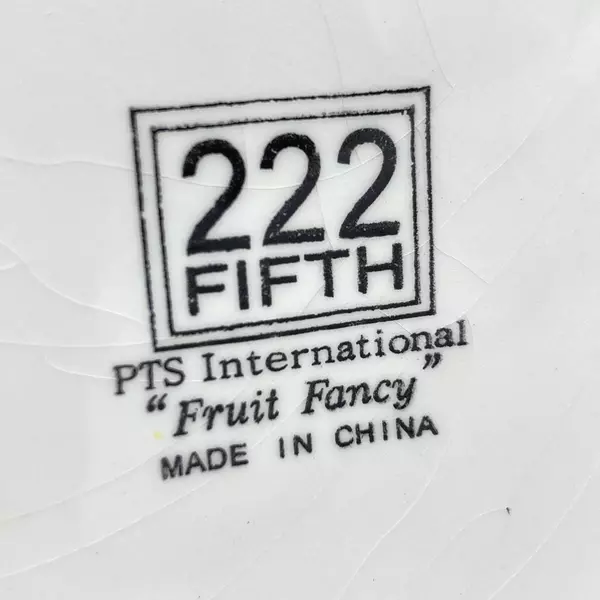 222
FIFTH
PTS International
“Fruit Fancy”
MADE IN CHINA